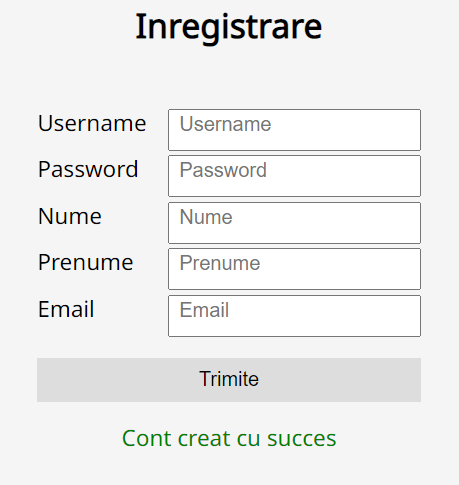 Inregistrare
Username Username
Password Password
Nume Nume
Prenume Prenume
Email Email
Trimite
Cont creat cu succes